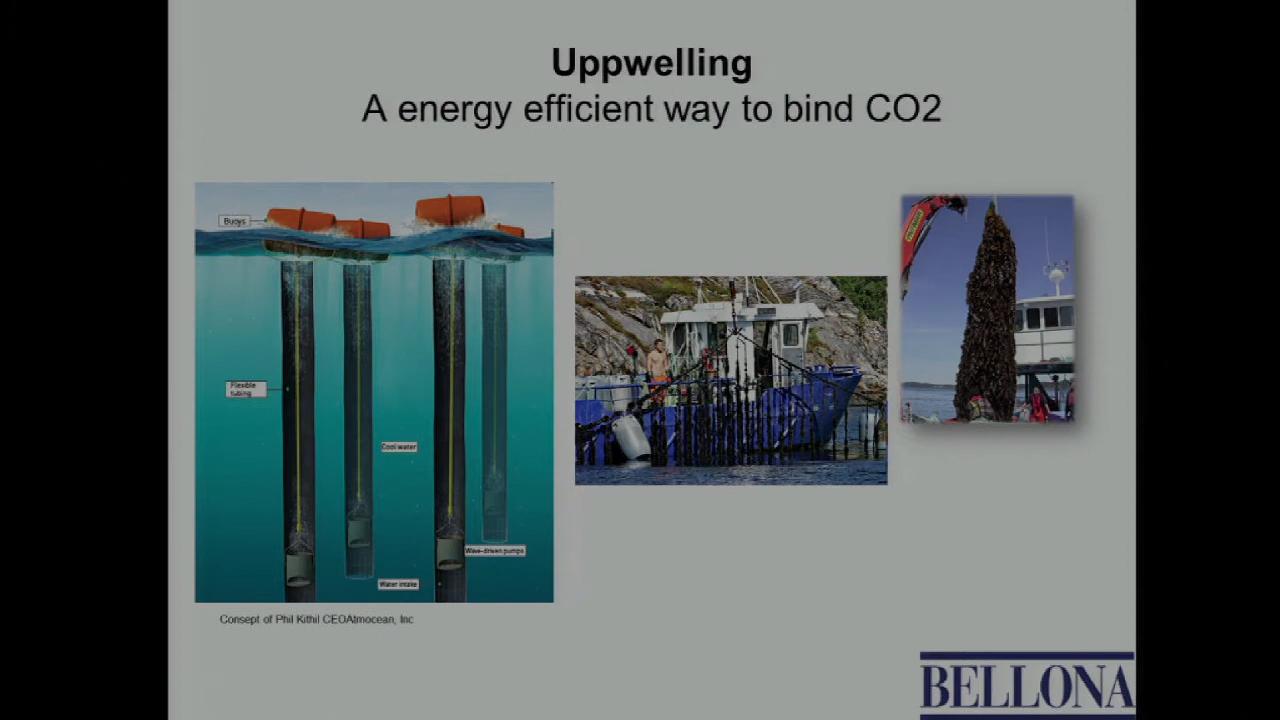 Uppwelling
A energy efficient way to bind CO2
Buoys
Flexible
tubing
Cool water
Wave-driven pumps
Water intake
Consept of Phil Kithil CEOAtmocean, Inc
BELLONA